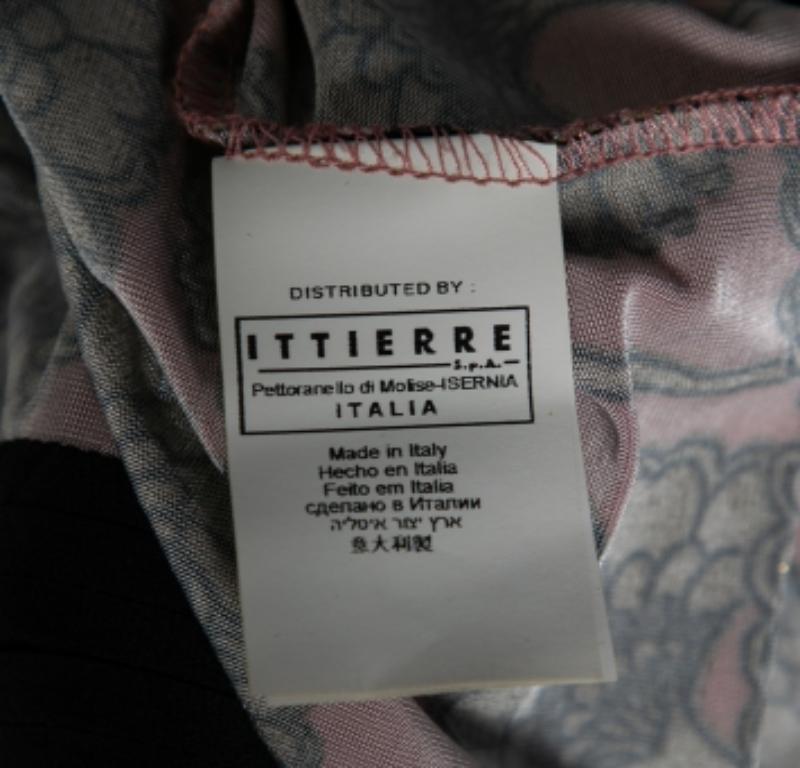 DISTRIBUTED BY :
ITTIERRE
S.p.A.
Pettoranello di Molise-ISERNIA
ITALIA
Made in Italy
Hecho en Italia
Feito em Italia
сделано в Италии
ארץ יצור איטליה
意大利製